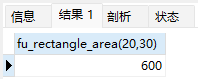 信息 结果 1 剖析 状态
fu_rectangle_area(20,30)
600